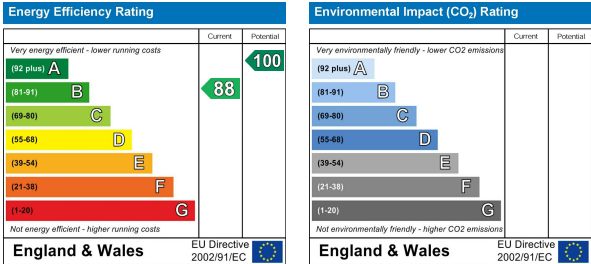 Energy Efficiency Rating
Current Potential
Very energy efficient - lower running costs
(92 plus) A
100
(81-91) B
88
(69-80) C
(55-68) D
(39-54) E
(21-38) F
(1-20) G
Not energy efficient - higher running costs
England & Wales
EU Directive
2002/91/EC
Environmental Impact (CO2) Rating
Current Potential
Very environmentally friendly - lower CO2 emissions
(92 plus) A
(81-91) B
(69-80) C
(55-68) D
(39-54) E
(21-38) F
(1-20) G
Not environmentally friendly - higher CO2 emissions
England & Wales
EU Directive
2002/91/EC